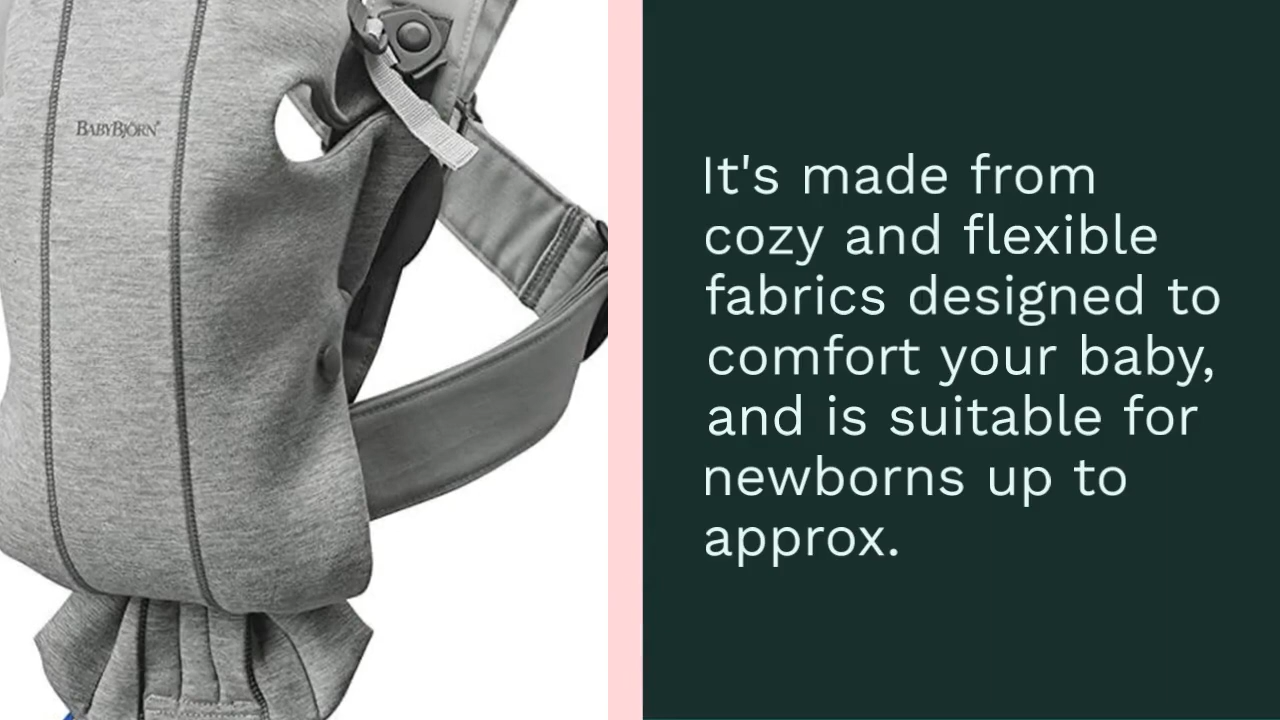 BABYBJÖRN®
It's made from
cozy and flexible
fabrics designed to
comfort your baby,
and is suitable for
newborns up to
approx.